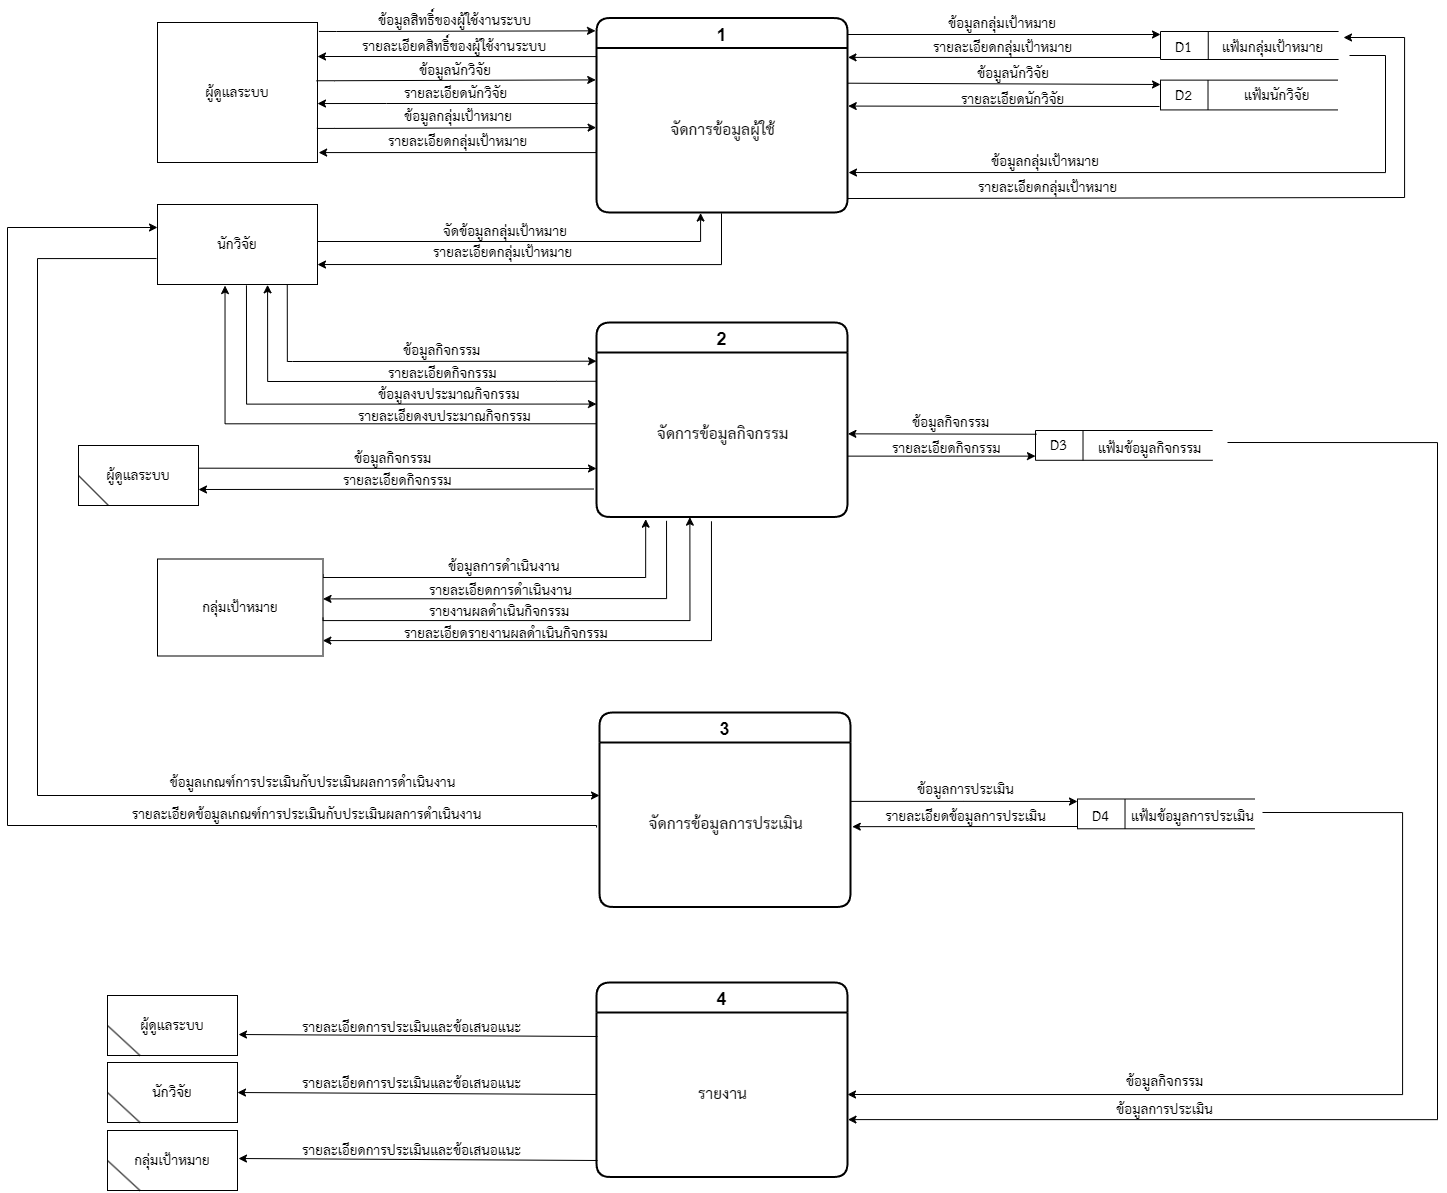 ข้อมูลสิทธิ์ของผู้ใช้งานระบบ
รายละเอียดสิทธิ์ของผู้ใช้งานระบบ
ข้อมูลนักวิจัย
รายละเอียดนักวิจัย
ข้อมูลกลุ่มเป้าหมาย
รายละเอียดกลุ่มเป้าหมาย
ผู้ดูแลระบบ
1
จัดการข้อมูลผู้ใช้
ข้อมูลกลุ่มเป้าหมาย
รายละเอียดกลุ่มเป้าหมาย
ข้อมูลนักวิจัย
รายละเอียดนักวิจัย
D1 แฟ้มกลุ่มเป้าหมาย
D2 แฟ้มนักวิจัย
ข้อมูลกลุ่มเป้าหมาย
รายละเอียดกลุ่มเป้าหมาย
นักวิจัย
จัดข้อมูลกลุ่มเป้าหมาย
รายละเอียดกลุ่มเป้าหมาย
2
จัดการข้อมูลกิจกรรม
ข้อมูลกิจกรรม
รายละเอียดกิจกรรม
ข้อมูลงบประมาณกิจกรรม
รายละเอียดงบประมาณกิจกรรม
ผู้ดูแลระบบ
ข้อมูลกิจกรรม
รายละเอียดกิจกรรม
ข้อมูลกิจกรรม
รายละเอียดกิจกรรม
D3 แฟ้มข้อมูลกิจกรรม
กลุ่มเป้าหมาย
ข้อมูลการดำเนินงาน
รายละเอียดการดำเนินงาน
รายงานผลดำเนินกิจกรรม
รายละเอียดรายงานผลดำเนินกิจกรรม
3
จัดการข้อมูลการประเมิน
ข้อมูลเกณฑ์การประเมินกับประเมินผลการดำเนินงาน
รายละเอียดข้อมูลเกณฑ์การประเมินกับประเมินผลการดำเนินงาน
ข้อมูลการประเมิน
รายละเอียดข้อมูลการประเมิน
D4 แฟ้มข้อมูลการประเมิน
4
รายงาน
ผู้ดูแลระบบ
รายละเอียดการประเมินและข้อเสนอแนะ
นักวิจัย
รายละเอียดการประเมินและข้อเสนอแนะ
กลุ่มเป้าหมาย
รายละเอียดการประเมินและข้อเสนอแนะ
ข้อมูลกิจกรรม
ข้อมูลการประเมิน